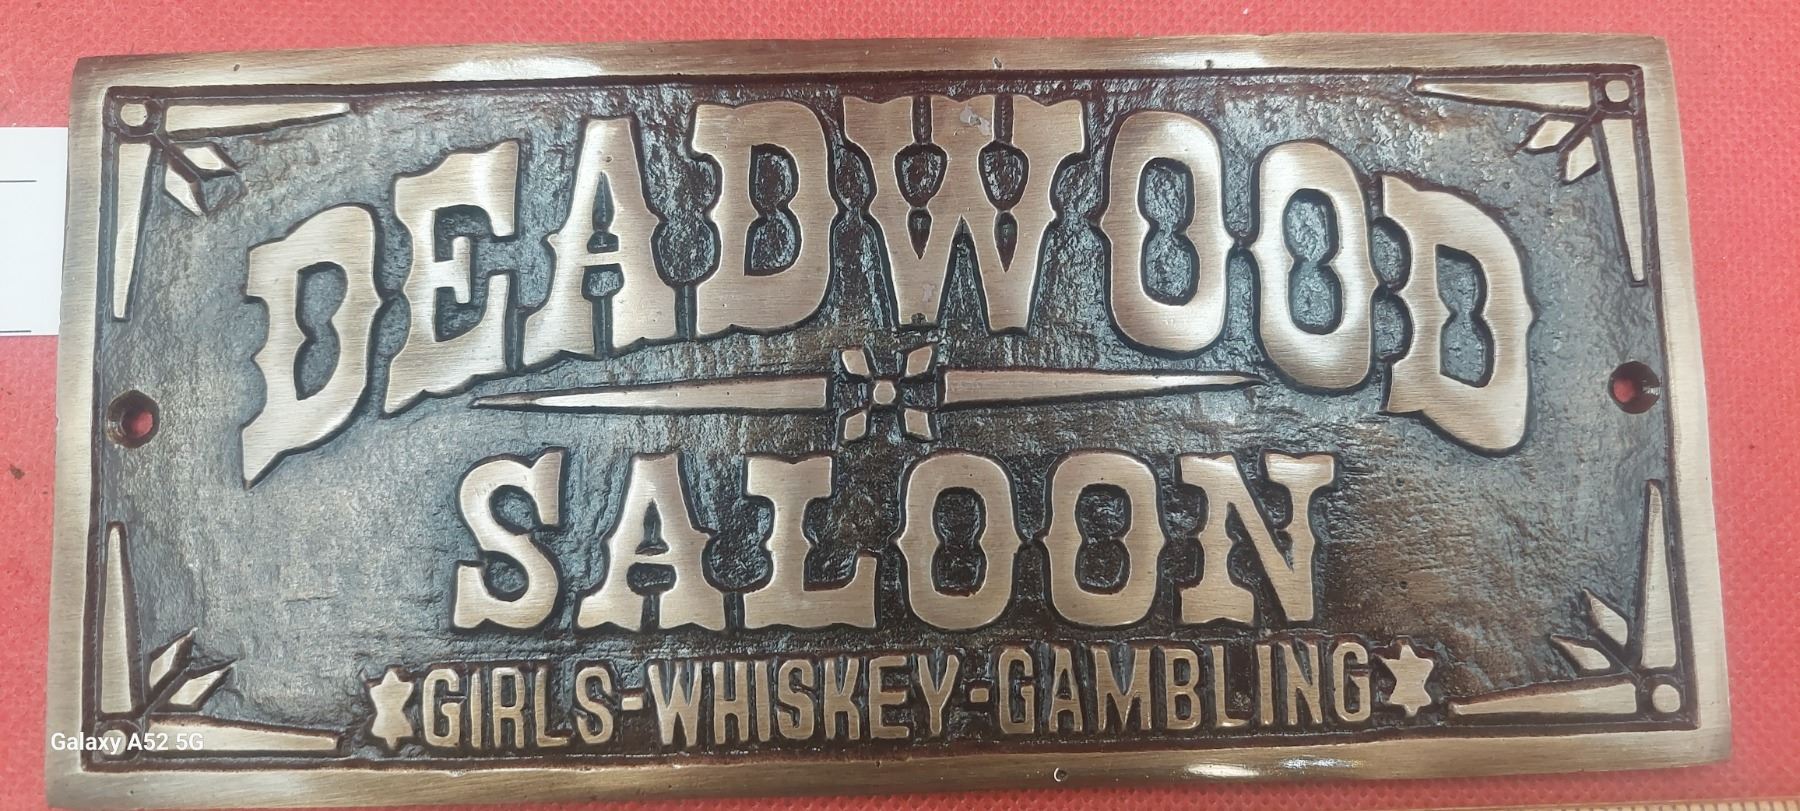 DEADWOOD
SALOON
GIRLS-WHISKEY-GAMBLING
Galaxy A52 5G